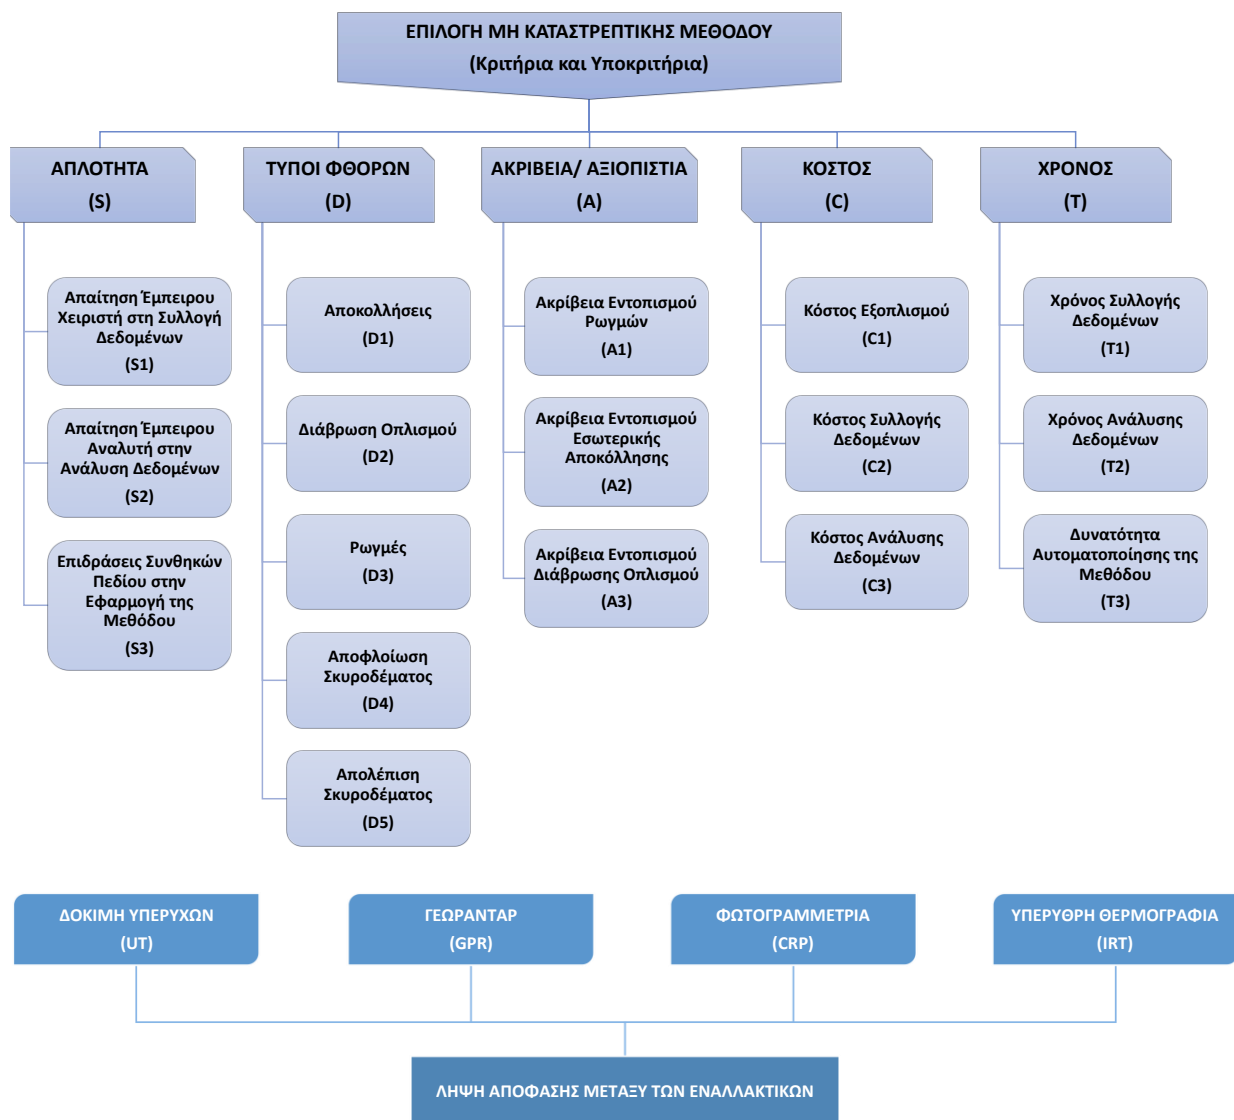 ΕΠΙΛΟΓΗ ΜΗ ΚΑΤΑΣΤΡΕΠΤΙΚΗΣ ΜΕΘΟΔΟΥ
(Κριτήρια και Υποκριτήρια)
ΑΠΛΟΤΗΤΑ
(S)
Απαίτηση Έμπειρου
Χειριστή στη Συλλογή
Δεδομένων
(S1)
Απαίτηση Έμπειρου
Αναλυτή στην
Ανάλυση Δεδομένων
(S2)
Επιδράσεις Συνθηκών
Πεδίου στην
Εφαρμογή της
Μεθόδου
(S3)
ΤΥΠΟΙ ΦΘΟΡΩΝ
(D)
Αποκολλήσεις
(D1)
Διάβρωση Οπλισμού
(D2)
Ρωγμές
(D3)
Αποφλοίωση
Σκυροδέματος
(D4)
Απολέπιση
Σκυροδέματος
(D5)
ΑΚΡΙΒΕΙΑ/ ΑΞΙΟΠΙΣΤΙΑ
(A)
Ακρίβεια Εντοπισμού
Ρωγμών
(A1)
Ακρίβεια Εντοπισμού
Εσωτερικής
Αποκόλλησης
(A2)
Ακρίβεια Εντοπισμού
Διάβρωσης Οπλισμού
(A3)
ΚΟΣΤΟΣ
(C)
Κόστος Εξοπλισμού
(C1)
Κόστος Συλλογής
Δεδομένων
(C2)
Κόστος Ανάλυσης
Δεδομένων
(C3)
ΧΡΟΝΟΣ
(T)
Χρόνος Συλλογής
Δεδομένων
(T1)
Χρόνος Ανάλυσης
Δεδομένων
(T2)
Δυνατότητα
Αυτοματοποίησης της
Μεθόδου
(T3)
ΔΟΚΙΜΗ ΥΠΕΡΥΧΩΝ
(UT)
ΓΕΩΡΑΝΤΑΡ
(GPR)
ΦΩΤΟΓΡΑΜΜΕΤΡΙΑ
(CRP)
ΥΠΕΡΥΘΡΗ ΘΕΡΜΟΓΡΑΦΙΑ
(IRT)
ΛΗΨΗ ΑΠΟΦΑΣΗΣ ΜΕΤΑΞΥ ΤΩΝ ΕΝΑΛΛΑΚΤΙΚΩΝ